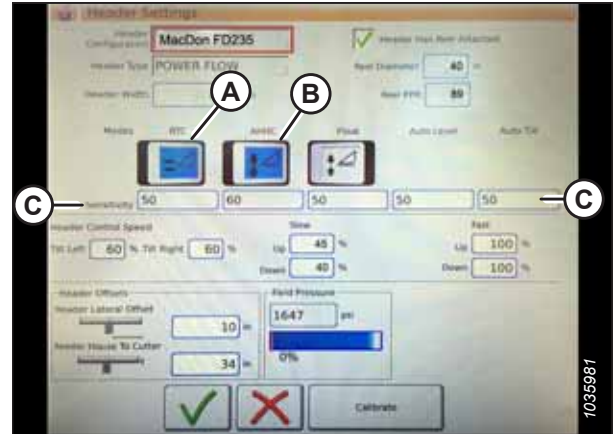 Header Settings
Header Configuration MacDon FD235
Header Has Reel Attached
Header Type POWER FLOW
Reel Diameter 40 in
Header Width
Reel PPR 89
A
B
Modes RTC AHHC Float Auto Level Auto Tilt
C Sensitivity 50 60 50 50 50 C
Header Control Speed
Slow
Fast
Tilt Left 60 % Tilt Right 60 %
Up 48 %
Up 100 %
Down 40 %
Down 100 %
Header Offsets
Field Pressure
Header Lateral Offset
1647 psi
10 in
Feeder House To Cutter
0%
34 in
Calibrate
1035981